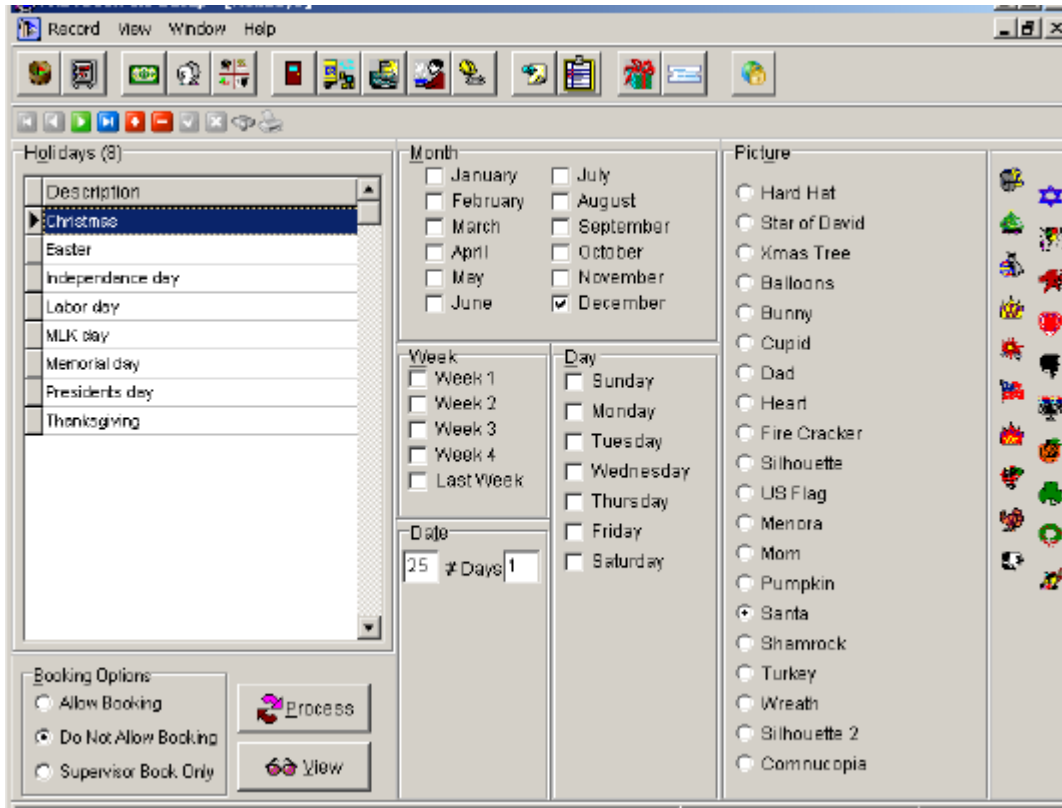 Record View Window Help
Holidays (8)
Description
Christmas
Easter
Independance day
Labor day
MLK day
Memorial day
Presidents day
Thanksgiving
Booking Options
Allow Booking
Do Not Allow Booking
Supervisor Book Only
Process
View
Month
January July
February August
March September
April October
May November
June December
Week
Week 1
Week 2
Week 3
Week 4
Last Week
Date
25 # Days 1
Day
Sunday
Monday
Tuesday
Wednesday
Thursday
Friday
Saturday
Picture
Hard Hat
Star of David
Xmas Tree
Balloons
Bunny
Cupid
Dad
Heart
Fire Cracker
Silhouette
US Flag
Menora
Mom
Pumpkin
Santa
Shamrock
Turkey
Wreath
Silhouette 2
Cornucopia